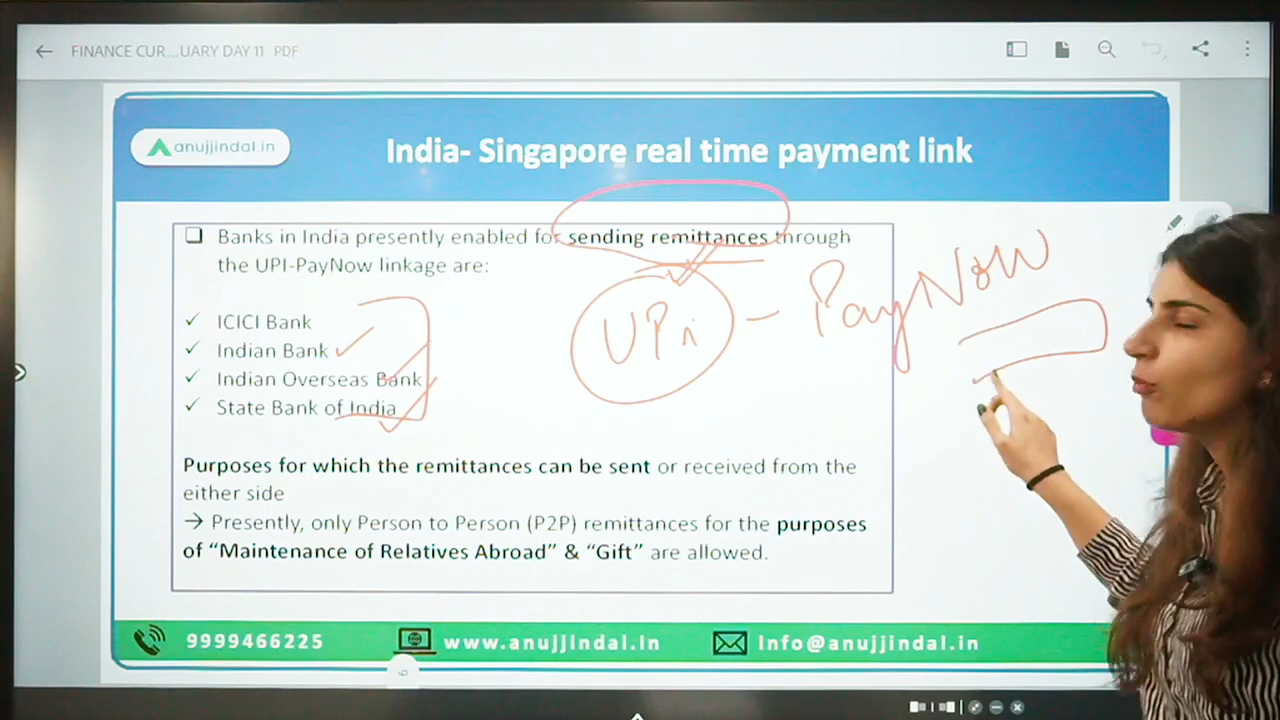 FINANCE CUR...UARY DAY 11 PDF
anujjindal.in
India- Singapore real time payment link
❑ Banks in India presently enabled for sending remittances through
the UPI-PayNow linkage are:
UPi - PayNow
✓ ICICI Bank
✓ Indian Bank
✓ Indian Overseas Bank
✓ State Bank of India
Purposes for which the remittances can be sent or received from the
either side
→ Presently, only Person to Person (P2P) remittances for the purposes
of “Maintenance of Relatives Abroad” & “Gift” are allowed.
9999466225 www.anujjindal.in Info@anujjindal.in